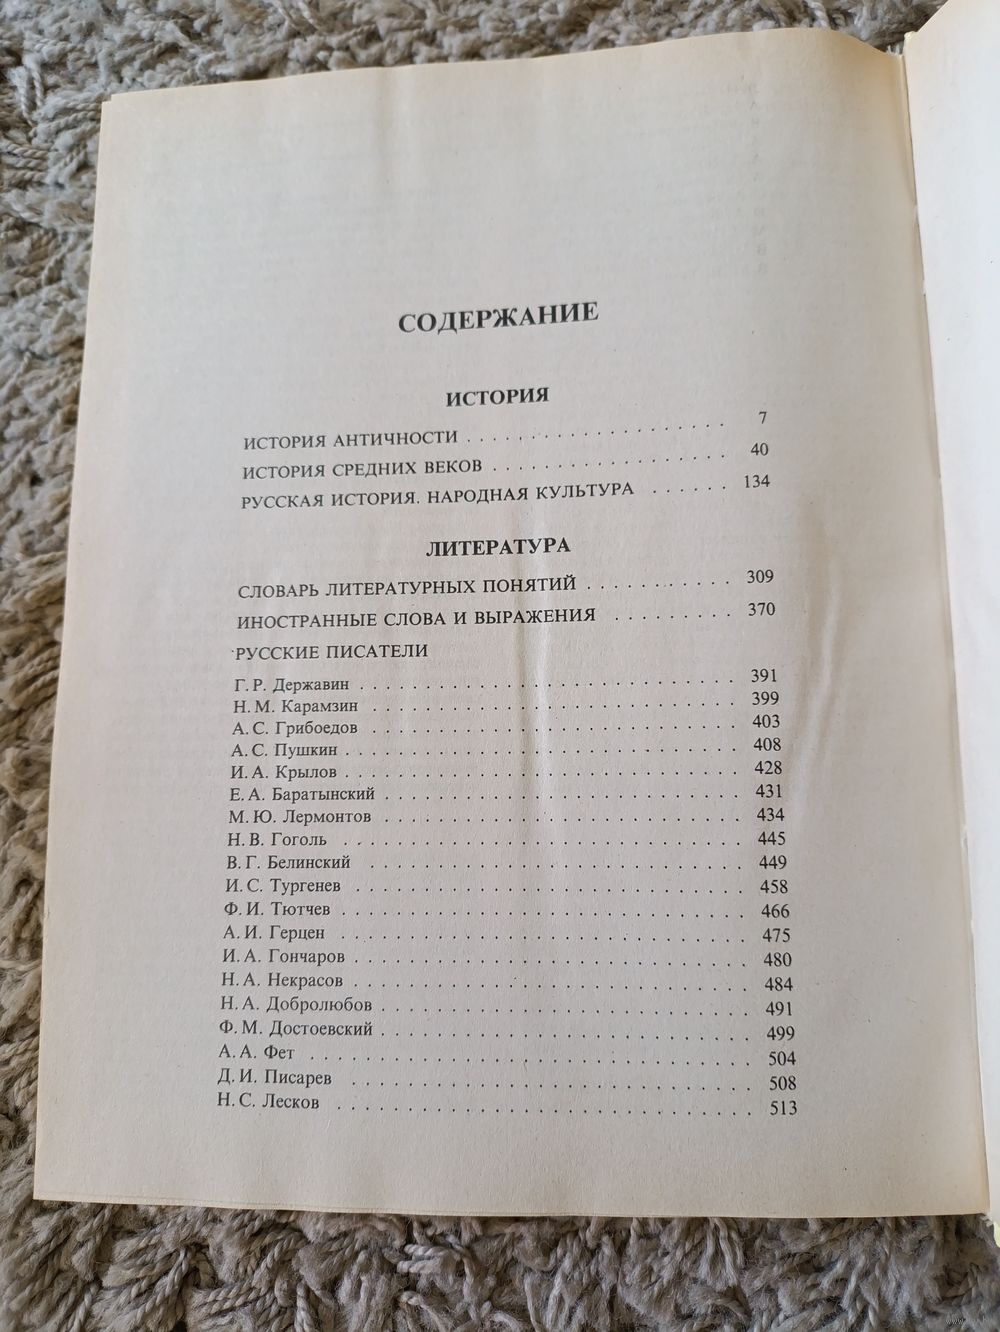 СОДЕРЖАНИЕ
ИСТОРИЯ
ИСТОРИЯ АНТИЧНОСТИ . . . . . . . . . . . . . . . . 7
ИСТОРИЯ СРЕДНИХ ВЕКОВ . . . . . . . . . . . . . . 40
РУССКАЯ ИСТОРИЯ. НАРОДНАЯ КУЛЬТУРА . . . . . . 134
ЛИТЕРАТУРА
СЛОВАРЬ ЛИТЕРАТУРНЫХ ПОНЯТИЙ . . . . . . . . . 309
ИНОСТРАННЫЕ СЛОВА И ВЫРАЖЕНИЯ . . . . . . . . 370
РУССКИЕ ПИСАТЕЛИ
Г. Р. Державин . . . . . . . . . . . . . . . . . . . . 391
Н. М. Карамзин . . . . . . . . . . . . . . . . . . . . 399
А. С. Грибоедов . . . . . . . . . . . . . . . . . . . . 403
А. С. Пушкин . . . . . . . . . . . . . . . . . . . . . 408
И. А. Крылов . . . . . . . . . . . . . . . . . . . . . 428
Е. А. Баратынский . . . . . . . . . . . . . . . . . . . 431
М. Ю. Лермонтов . . . . . . . . . . . . . . . . . . . 434
Н. В. Гоголь . . . . . . . . . . . . . . . . . . . . . 445
В. Г. Белинский . . . . . . . . . . . . . . . . . . . . 449
И. С. Тургенев . . . . . . . . . . . . . . . . . . . . 458
Ф. И. Тютчев . . . . . . . . . . . . . . . . . . . . . 466
А. И. Герцен . . . . . . . . . . . . . . . . . . . . . 475
И. А. Гончаров . . . . . . . . . . . . . . . . . . . . 480
Н. А. Некрасов . . . . . . . . . . . . . . . . . . . . 484
Н. А. Добролюбов . . . . . . . . . . . . . . . . . . . 491
Ф. М. Достоевский . . . . . . . . . . . . . . . . . . . 499
А. А. Фет . . . . . . . . . . . . . . . . . . . . . . . 504
Д. И. Писарев . . . . . . . . . . . . . . . . . . . . . 508
Н. С. Лесков . . . . . . . . . . . . . . . . . . . . . 513